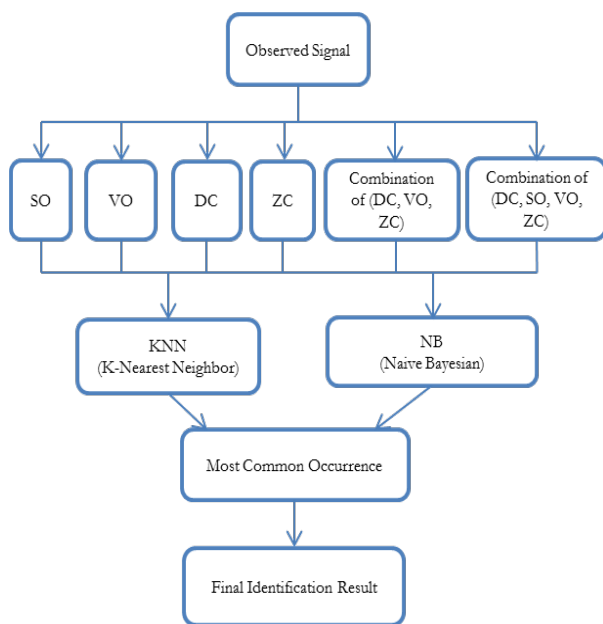 Observed Signal
SO
VO
DC
ZC
Combination
of (DC, VO,
ZC)
Combination of
(DC, SO, VO,
ZC)
KNN
(K-Nearest Neighbor)
NB
(Naive Bayesian)
Most Common Occurrence
Final Identification Result